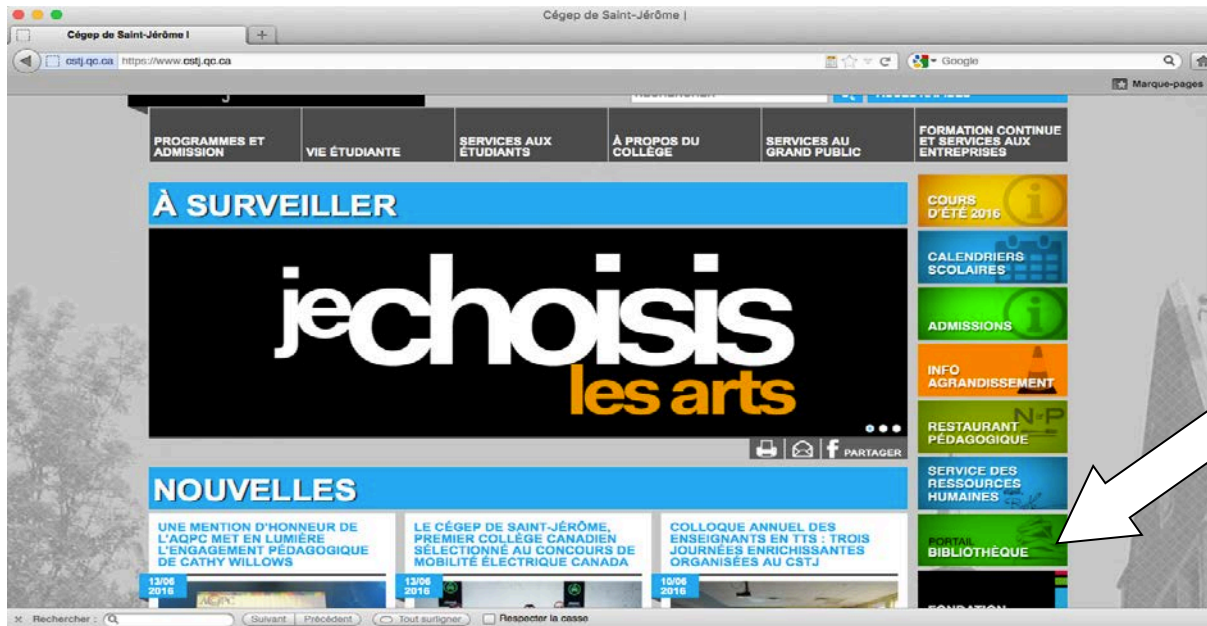 Cégep de Saint-Jérôme |
Cégep de Saint-Jérôme |
cstj.qc.ca https://www.cstj.qc.ca
Google
Marque-pages
PROGRAMMES ET
ADMISSION
VIE ÉTUDIANTE
SERVICES AUX
ÉTUDIANTS
À PROPOS DU
COLLÈGE
SERVICES AU
GRAND PUBLIC
FORMATION CONTINUE
ET SERVICES AUX
ENTREPRISES
À SURVEILLER
je choisis
les arts
PARTAGER
COURS
D'ÉTÉ 2016
CALENDRIERS
SCOLAIRES
ADMISSIONS
INFO
AGRANDISSEMENT
RESTAURANT
PÉDAGOGIQUE
SERVICE DES
RESSOURCES
HUMAINES
PORTAIL
BIBLIOTHÈQUE
FONDATION
NOUVELLES
UNE MENTION D'HONNEUR DE
L'AQPC MET EN LUMIÈRE
L'ENGAGEMENT PÉDAGOGIQUE
DE CATHY WILLOWS
13/06
2016
LE CÉGEP DE SAINT-JÉRÔME,
PREMIER COLLÈGE CANADIEN
SÉLECTIONNÉ AU CONCOURS DE
MOBILITÉ ÉLECTRIQUE CANADA
13/06
2016
COLLOQUE ANNUEL DES
ENSEIGNANTS EN TTS : TROIS
JOURNÉES ENRICHISSANTES
ORGANISÉES AU CSTJ
10/06
2016
Rechercher :
Suivant
Précédent
Tout surligner
Respecter la casse